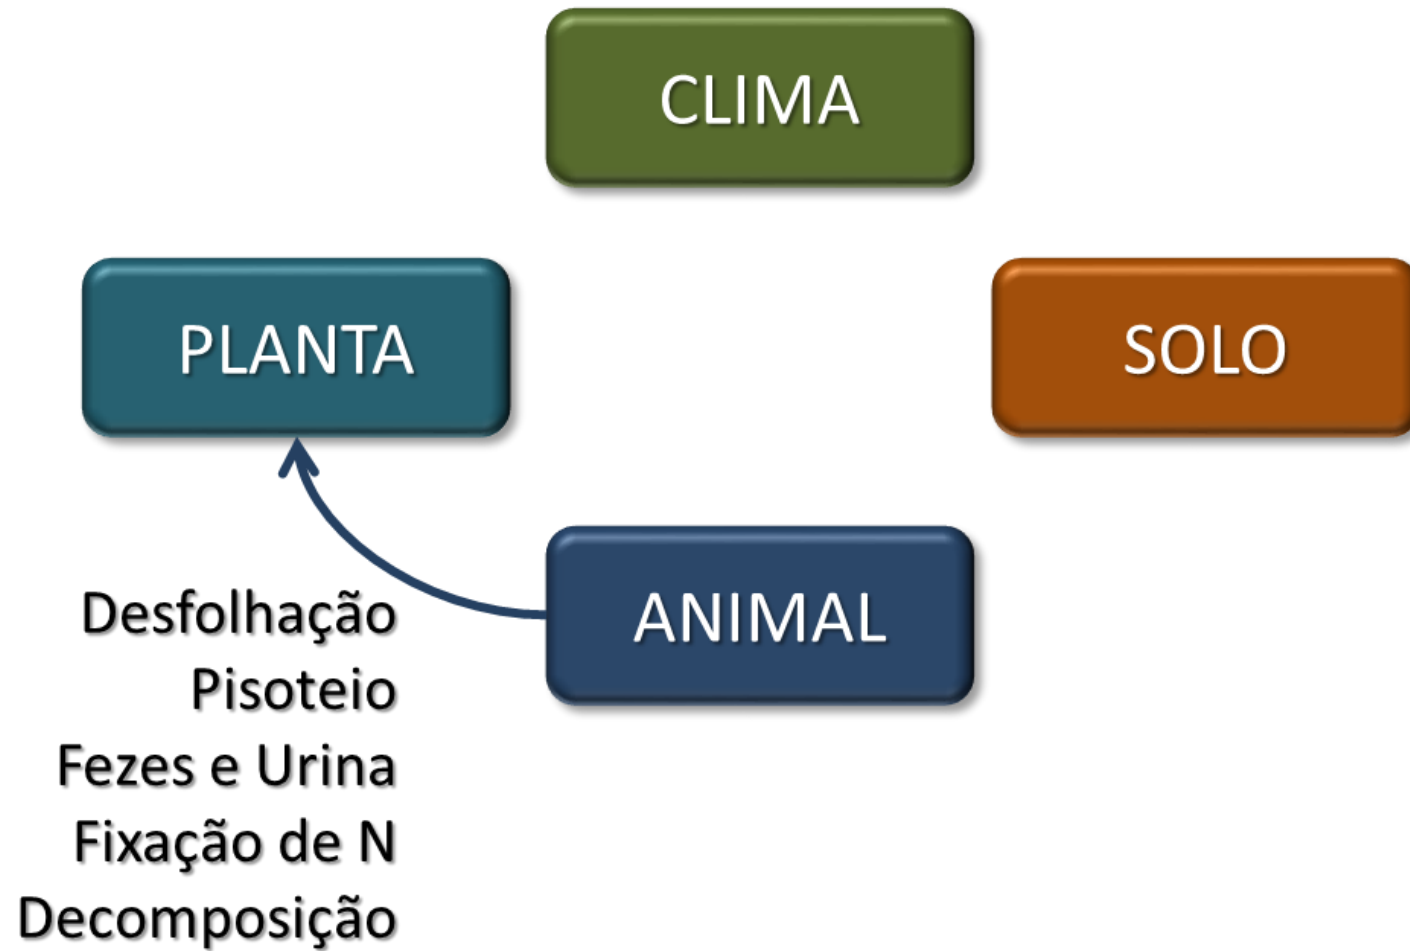 CLIMA
PLANTA
SOLO
ANIMAL
Desfolhação
Pisoteio
Fezes e Urina
Fixação de N
Decomposição